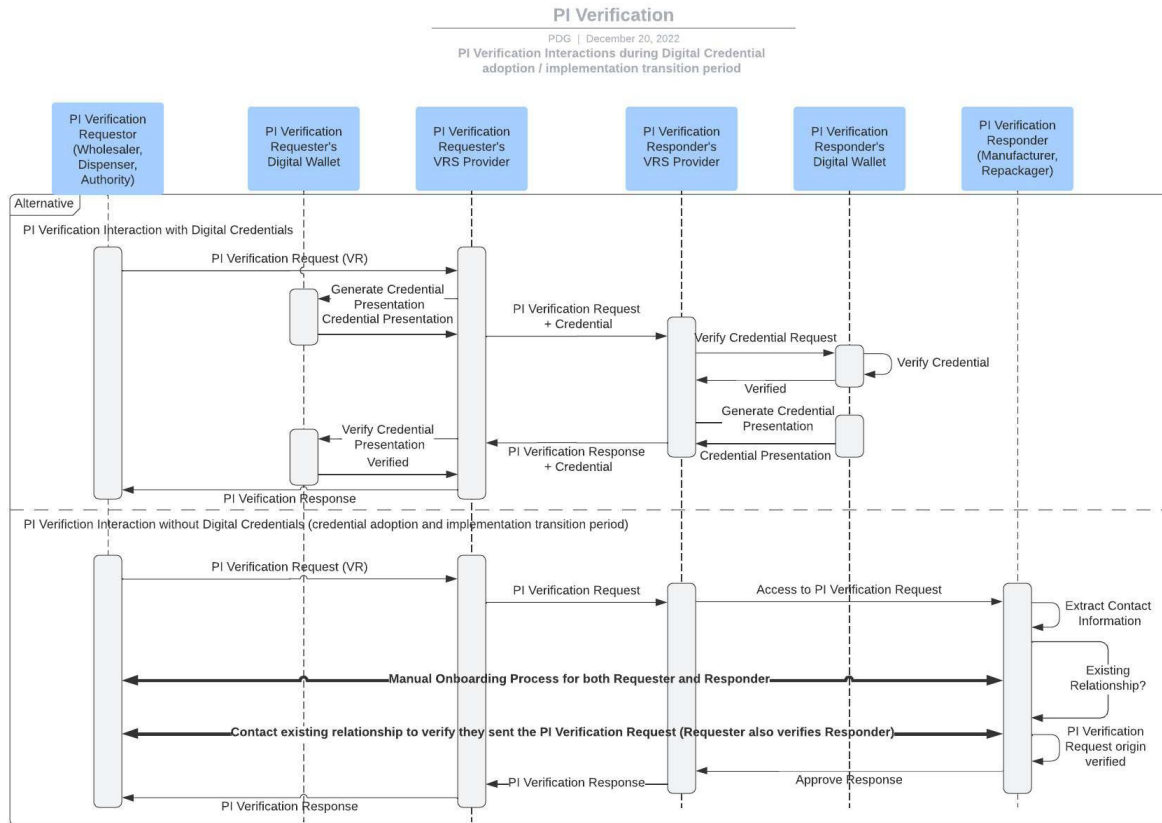 PI Verification
PDG | December 20, 2022
PI Verification Interactions during Digital Credential
adoption / implementation transition period
PI Verification
Requestor
(Wholesaler,
Dispenser,
Authority)
PI Verification
Requester's
Digital Wallet
PI Verification
Requester's
VRS Provider
PI Verification
Responder's
VRS Provider
PI Verification
Responder's
Digital Wallet
PI Verification
Responder
(Manufacturer,
Repackager)
Alternative
PI Verification Interaction with Digital Credentials
PI Verification Request (VR)
Generate Credential
Presentation
Credential Presentation
PI Verification Request
+ Credential
Verify Credential Request
Verify Credential
Verified
Generate Credential
Presentation
Credential Presentation
PI Verification Response
+ Credential
Verify Credential
Presentation
Verified
PI Veification Response
PI Verifiction Interaction without Digital Credentials (credential adoption and implementation transition period)
PI Verification Request (VR)
PI Verification Request
Access to PI Verification Request
Extract Contact
Information
Existing
Relationship?
Manual Onboarding Process for both Requester and Responder
Contact existing relationship to verify they sent the PI Verification Request (Requester also verifies Responder)
PI Verification
Request origin
verified
Approve Response
PI Verification Response
PI Verification Response